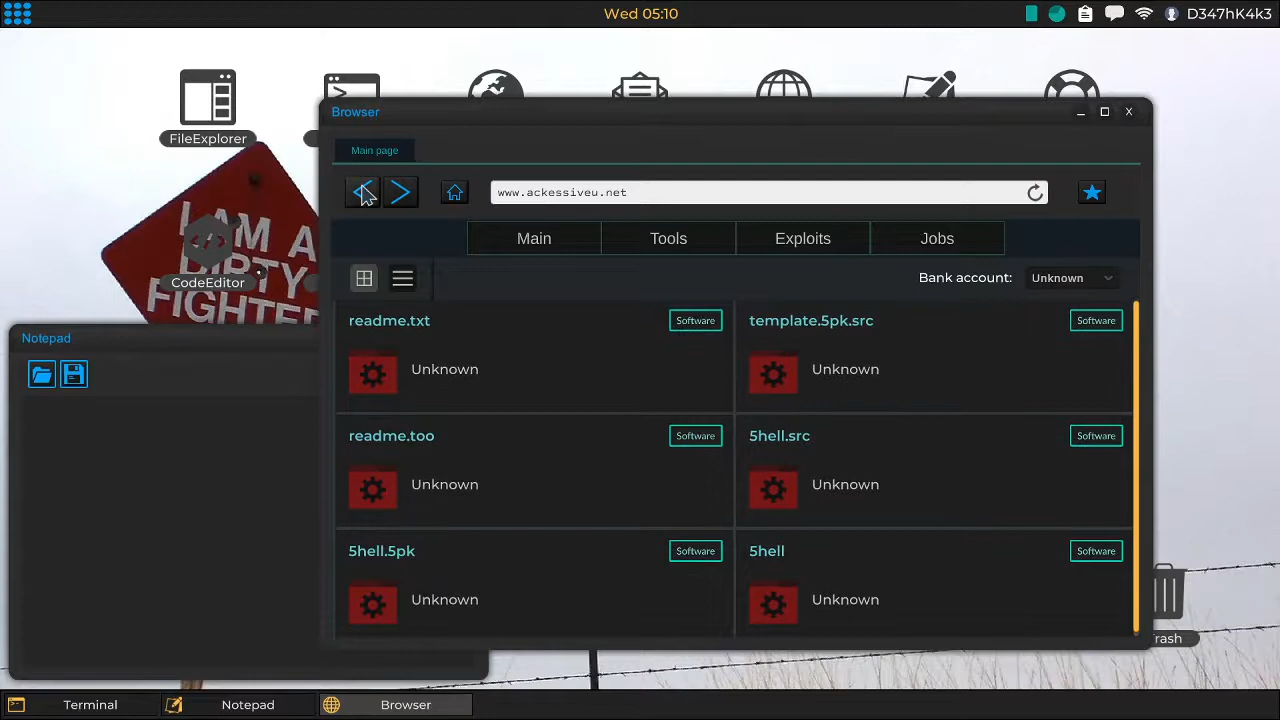 Wed 05:10
D347hK4k3
FileExplorer
I AM A
DIRTY
FIGHTER
CodeEditor
Browser
Main page
www.ackessiveu.net
Main
Tools
Exploits
Jobs
Bank account:
Unknown
readme.txt
Software
Unknown
template.5pk.src
Software
Unknown
readme.too
Software
Unknown
5hell.src
Software
Unknown
5hell.5pk
Software
Unknown
5hell
Software
Unknown
Notepad
rash
Terminal
Notepad
Browser